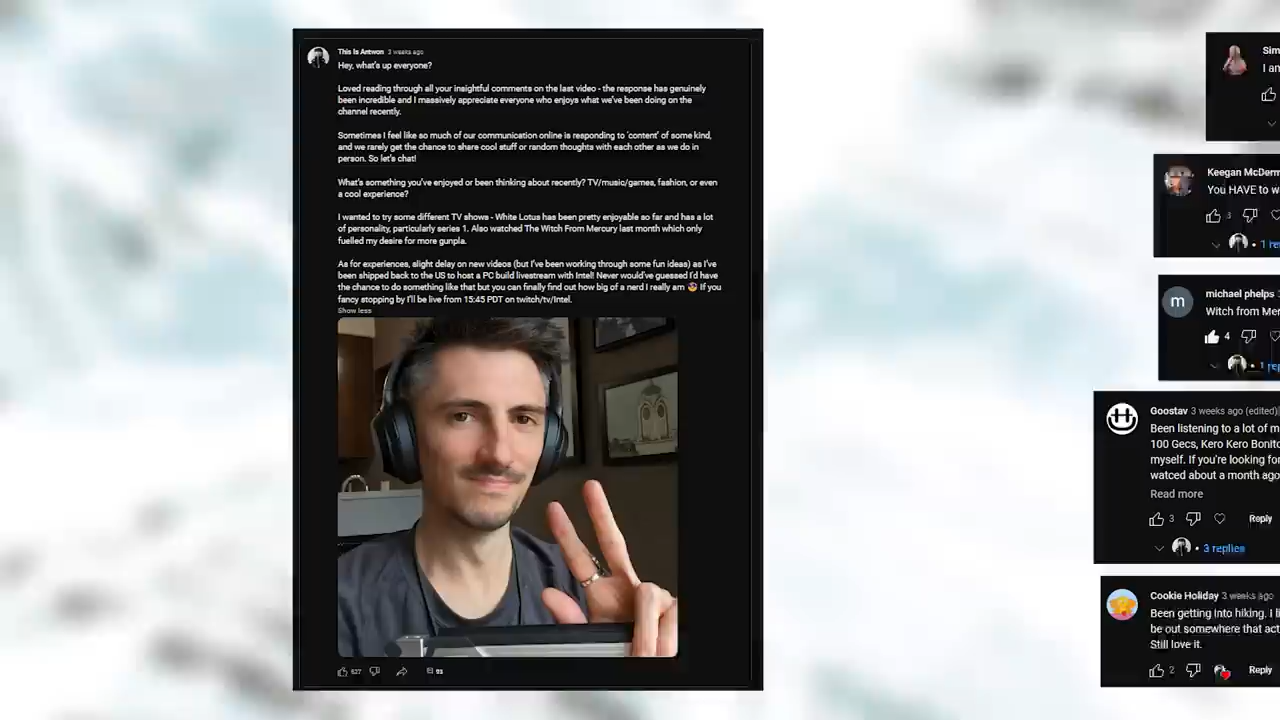 This Is Antwon 3 weeks ago
Hey, what's up everyone?
Loved reading through all your insightful comments on the last video - the response has genuinely
been incredible and I massively appreciate everyone who enjoys what we've been doing on the
channel recently.
Sometimes I feel like so much of our communication online is responding to 'content' of some kind,
and we rarely get the chance to share cool stuff or random thoughts with each other as we do in
person. So let's chat!
What's something you've enjoyed or been thinking about recently? TV/music/games, fashion, or even
a cool experience?
I wanted to try some different TV shows - White Lotus has been pretty enjoyable so far and has a lot
of personality, particularly series 1. Also watched The Witch From Mercury last month which only
fuelled my desire for more gunpla.
As for experiences, slight delay on new videos (but I've been working through some fun ideas) as I've
been shipped back to the US to host a PC build livestream with Intel! Never would've guessed I'd have
the chance to do something like that but you can finally find out how big of a nerd I really am 😎 If you
fancy stopping by I'll be live from 15:45 PDT on twitch/tv/Intel.
Show less
627
93
Sim
I am
Keegan McDerm
You HAVE to w
3
1 re
m
michael phelps
Witch from Mer
4
1 rep
Goostav 3 weeks ago (edited)
Been listening to a lot of m
100 Gecs, Kero Kero Bonito
myself. If you're looking for
watced about a month ago
Read more
3
Reply
3 replies
Cookie Holiday 3 weeks ago
Been getting into hiking. I li
be out somewhere that act
Still love it.
2
Reply